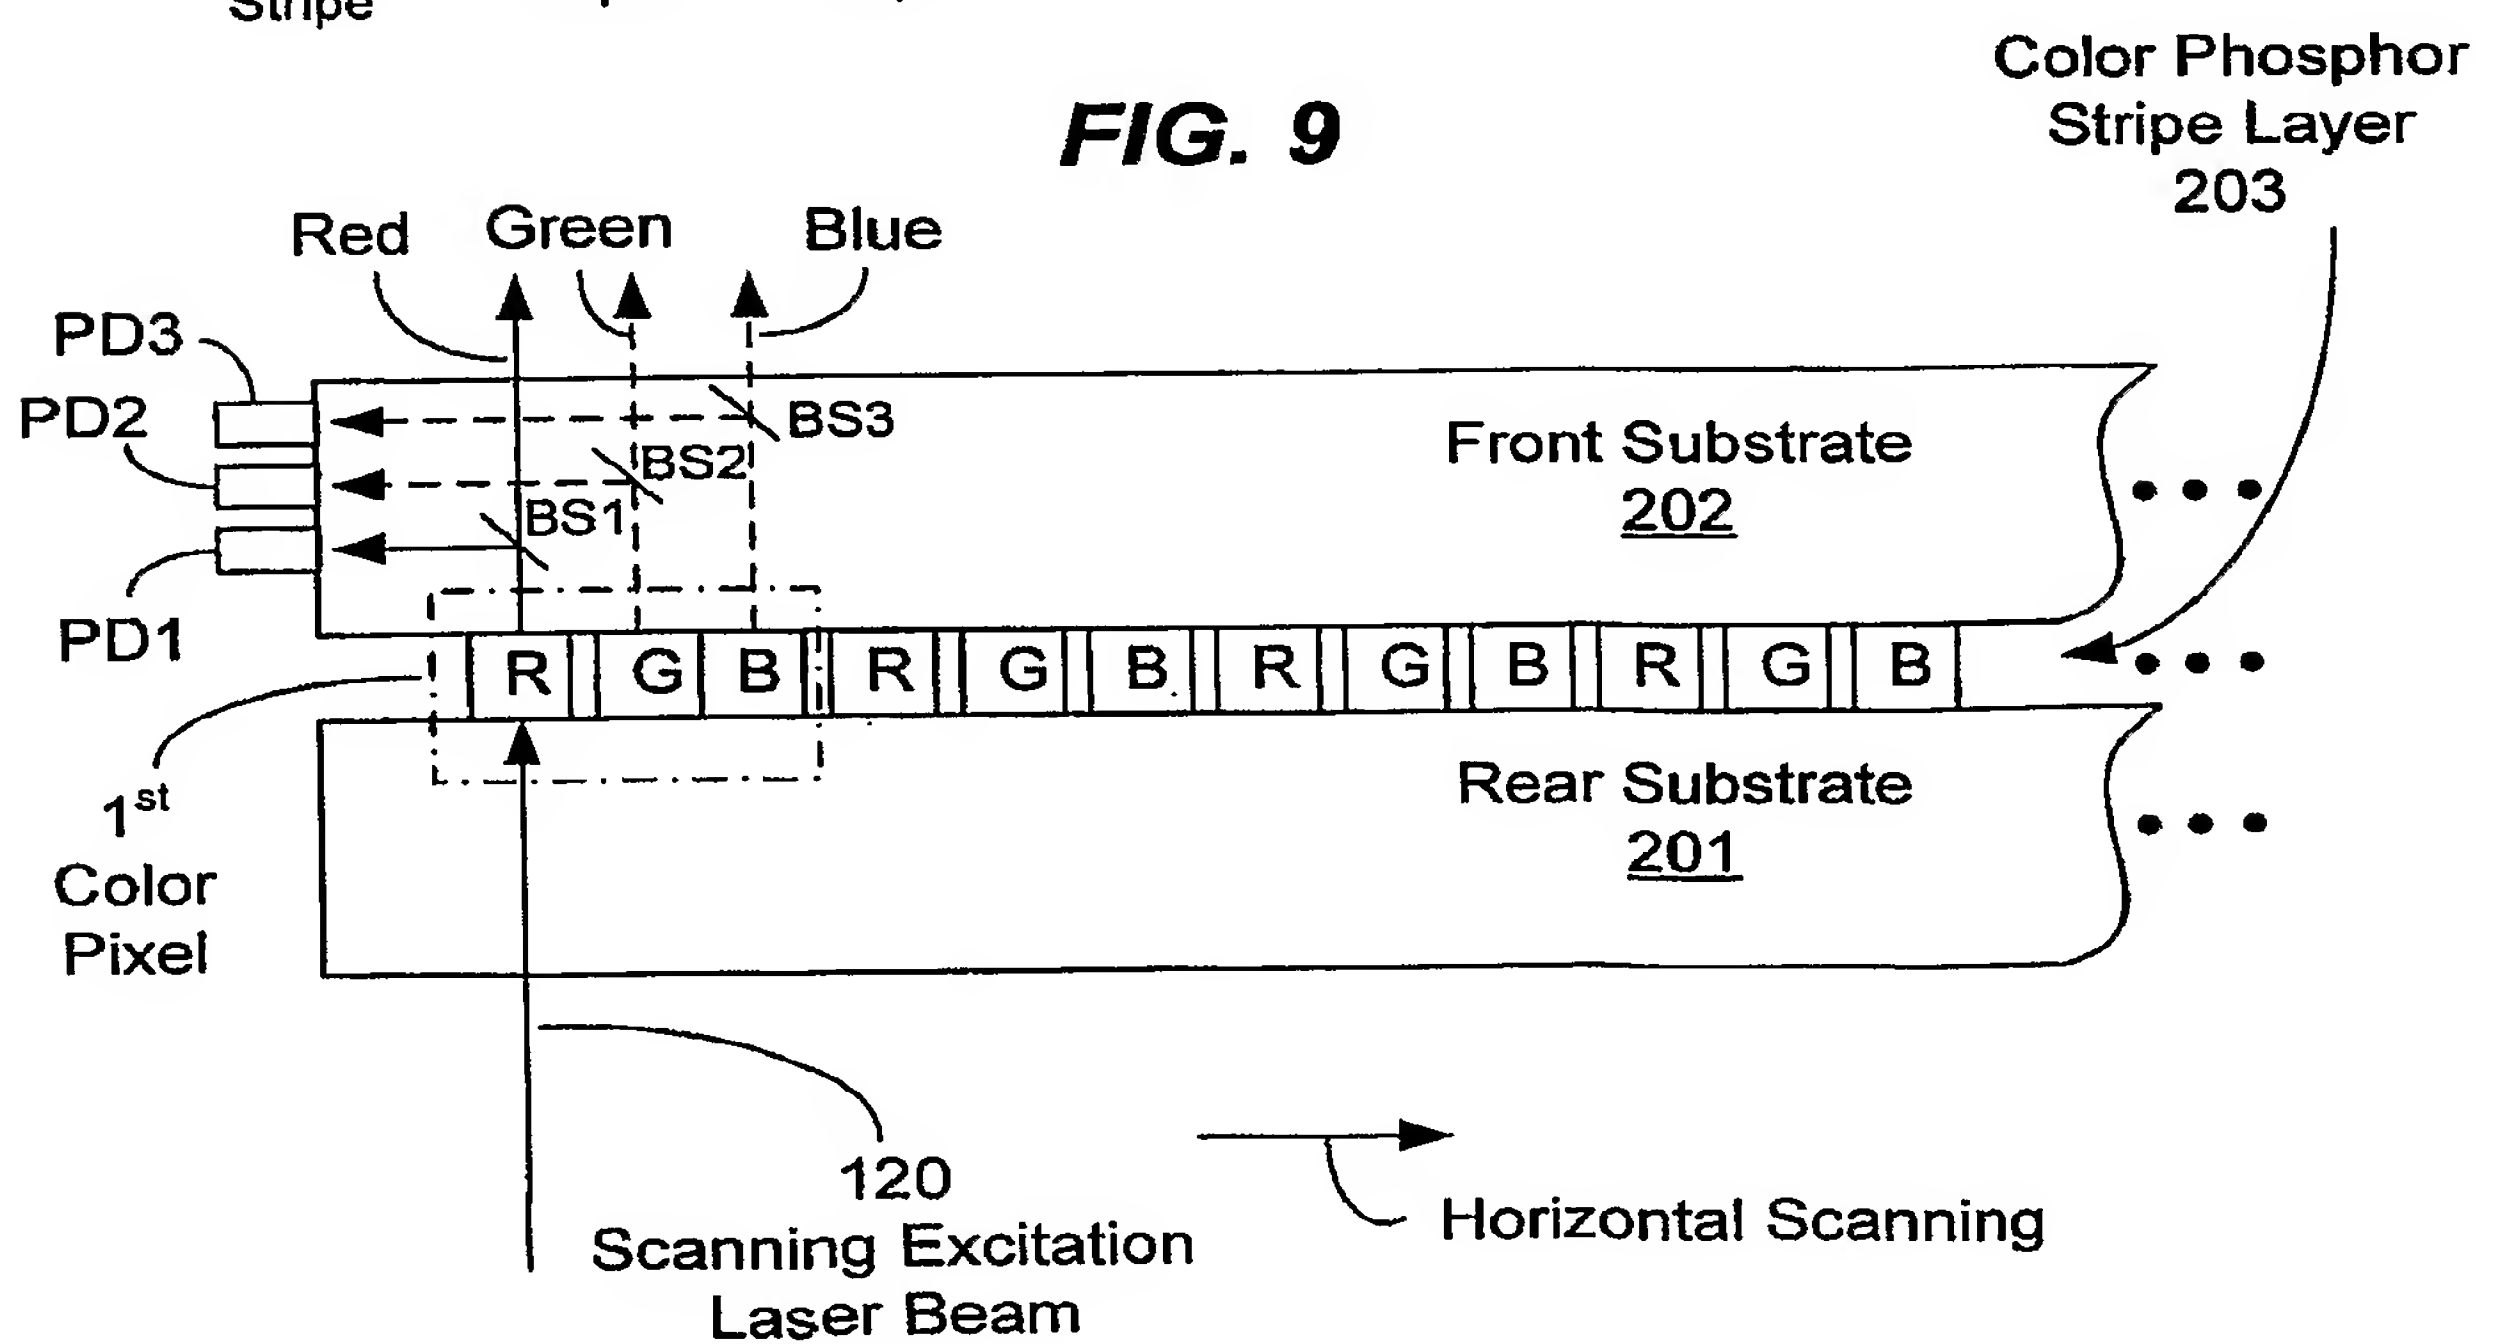 Stripe
FIG. 9
Color Phosphor
Stripe Layer
203
Red
Green
Blue
PD3
PD2
PD1
BS3
BS2
BS1
Front Substrate
202
R G B R G B R G B R G B
1st
Color
Pixel
Rear Substrate
201
120
Scanning Excitation
Laser Beam
Horizontal Scanning